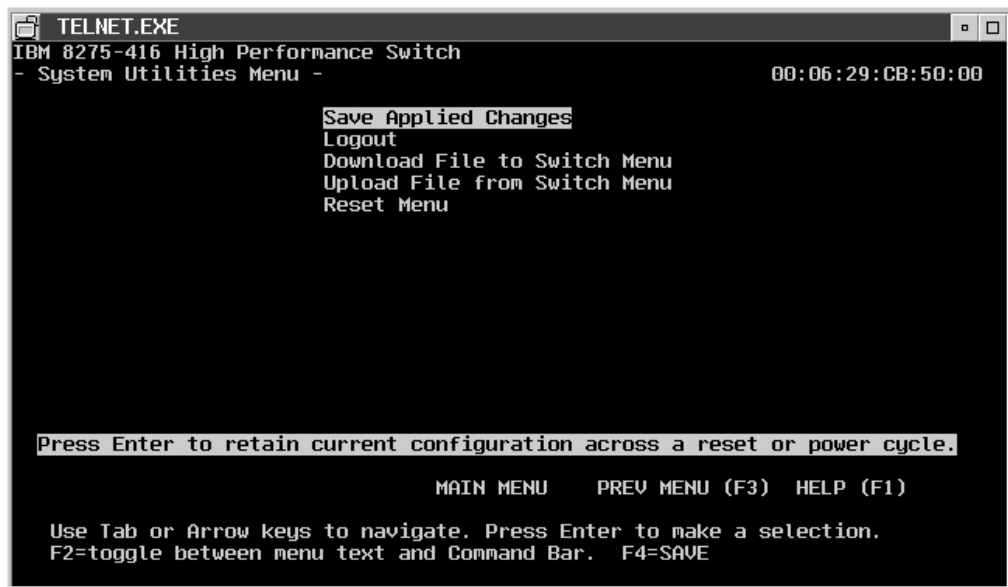 TELNET.EXE
IBM 8275-416 High Performance Switch
- System Utilities Menu - 00:06:29:CB:50:00
Save Applied Changes
Logout
Download File to Switch Menu
Upload File from Switch Menu
Reset Menu
Press Enter to retain current configuration across a reset or power cycle.
MAIN MENU PREV MENU (F3) HELP (F1)
Use Tab or Arrow keys to navigate. Press Enter to make a selection.
F2=toggle between menu text and Command Bar. F4=SAVE